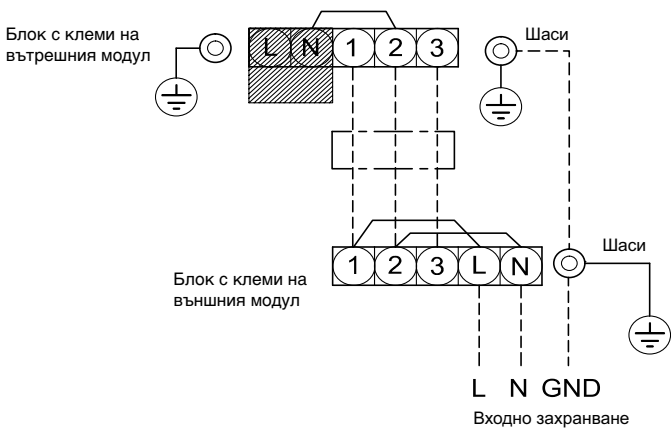 Блок с клеми на
вътрешния модул
L N 1 2 3
Шаси
1 2 3 L N
Шаси
Блок с клеми на
външния модул
L N GND
Входно захранване